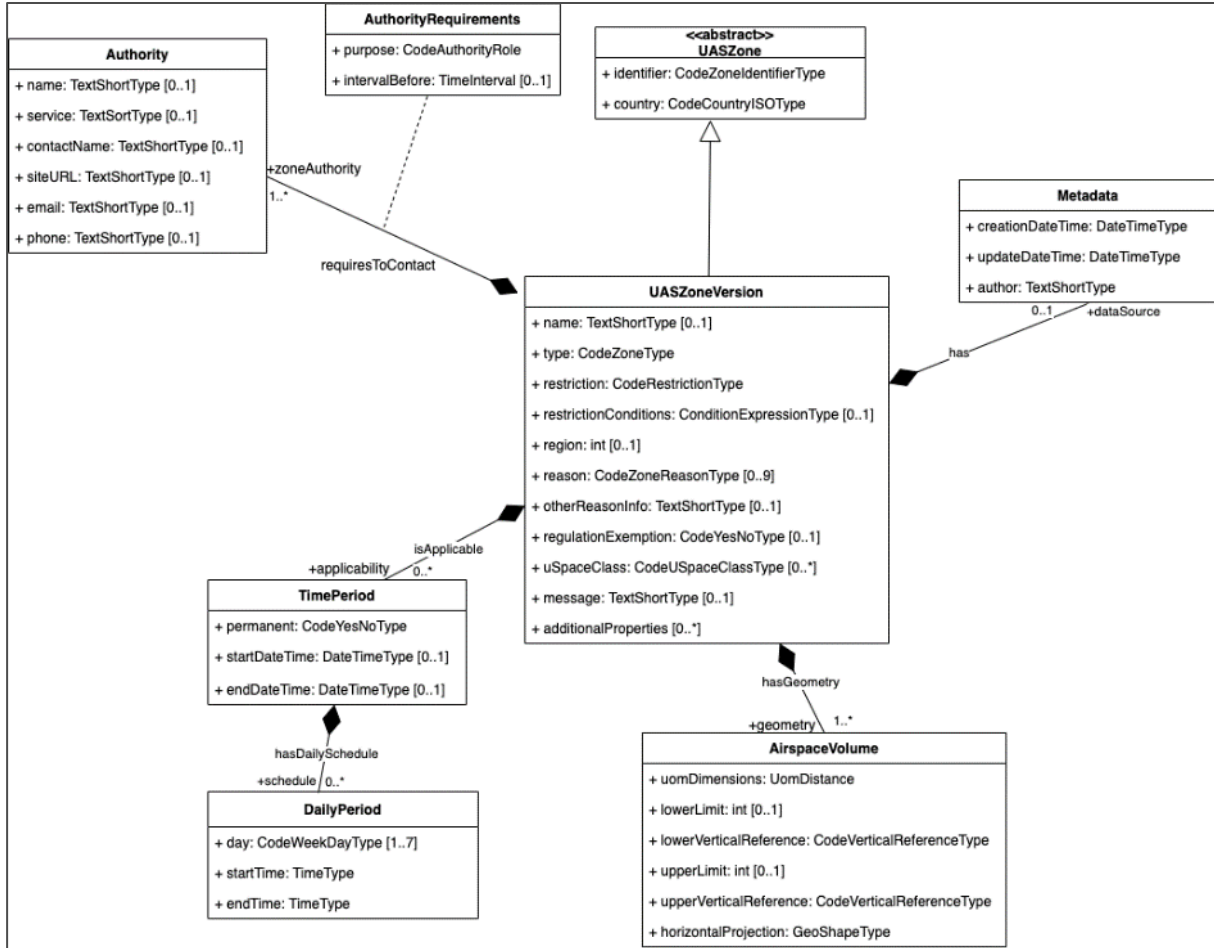 AuthorityRequirements
+ purpose: CodeAuthorityRole
+ intervalBefore: TimeInterval [0..1]
<<abstract>>
UASZone
+ identifier: CodeZoneIdentifierType
+ country: CodeCountryISOType
Authority
+ name: TextShortType [0..1]
+ service: TextSortType [0..1]
+ contactName: TextShortType [0..1]
+ siteURL: TextShortType [0..1]
+ email: TextShortType [0..1]
+ phone: TextShortType [0..1]
+zoneAuthority
1..*
requiresToContact
Metadata
+ creationDateTime: DateTimeType
+ updateDateTime: DateTimeType
+ author: TextShortType
0..1
+dataSource
has
UASZoneVersion
+ name: TextShortType [0..1]
+ type: CodeZoneType
+ restriction: CodeRestrictionType
+ restrictionConditions: ConditionExpressionType [0..1]
+ region: int [0..1]
+ reason: CodeZoneReasonType [0..9]
+ otherReasonInfo: TextShortType [0..1]
+ regulationExemption: CodeYesNoType [0..1]
+ uSpaceClass: CodeUSpaceClassType [0..*]
+ message: TextShortType [0..1]
+ additionalProperties [0..*]
isApplicable
+applicability
0..*
TimePeriod
+ permanent: CodeYesNoType
+ startDateTime: DateTimeType [0..1]
+ endDateTime: DateTimeType [0..1]
hasDailySchedule
+schedule
0..*
DailyPeriod
+ day: CodeWeekDayType [1..7]
+ startTime: TimeType
+ endTime: TimeType
hasGeometry
+geometry
1..*
AirspaceVolume
+ uomDimensions: UomDistance
+ lowerLimit: int [0..1]
+ lowerVerticalReference: CodeVerticalReferenceType
+ upperLimit: int [0..1]
+ upperVerticalReference: CodeVerticalReferenceType
+ horizontalProjection: GeoShapeType